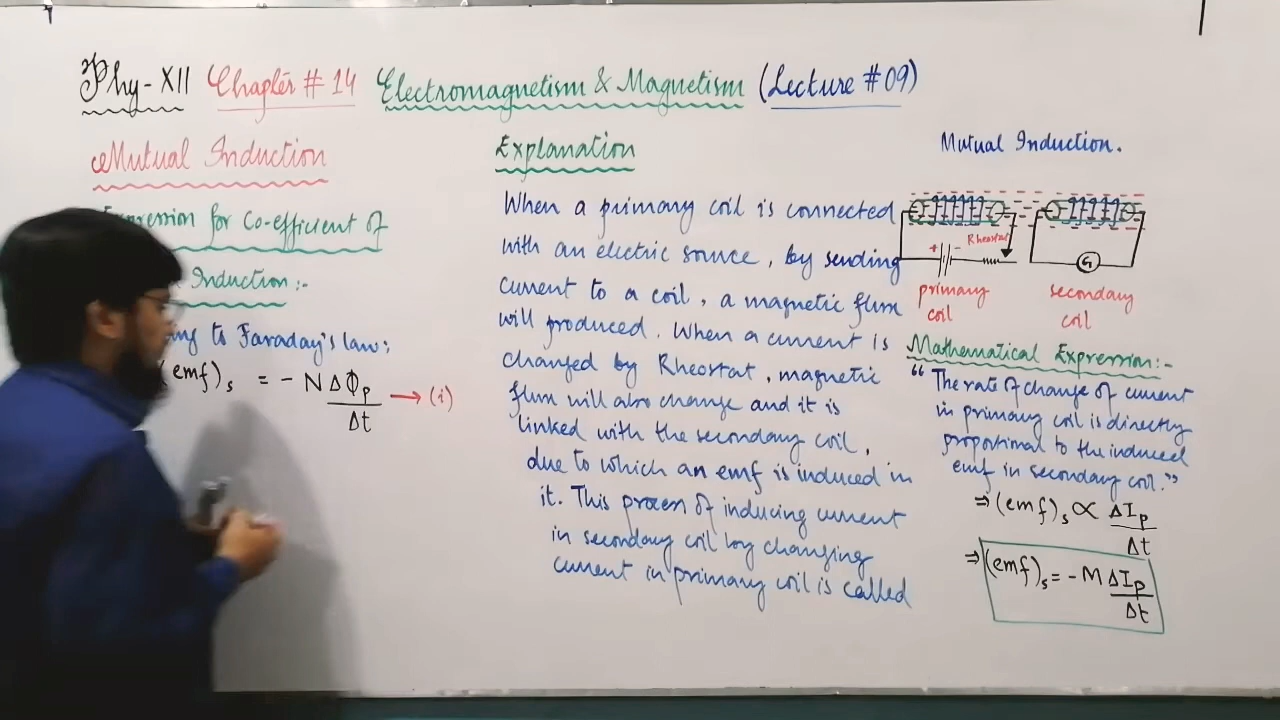 Phy-XII Chapter # 14 Electromagnetism & Magnetism (Lecture #09)
Mutual Induction
Expression for Co-efficient of
Induction:-
to Faraday's law;
(emf)s = - N ΔΦp/Δt → (i)
Explanation
When a primary coil is connected
with an electric source, by sending
current to a coil, a magnetic flux
will produced. When a current is
changed by Rheostat, magnetic
flux will also change and it is
linked with the secondary coil,
due to which an emf is induced in
it. This process of inducing current
in secondary coil by changing
current in primary coil is called
Mutual Induction.
+ -
Rheostat
G
primary
coil
secondary
coil
Mathematical Expression:-
"The rate of change of current
in primary coil is directly
proportional to the induced
emf in secondary coil."
⇒ (emf)s ∝ ΔIp/Δt
⇒ (emf)s = - M ΔIp/Δt